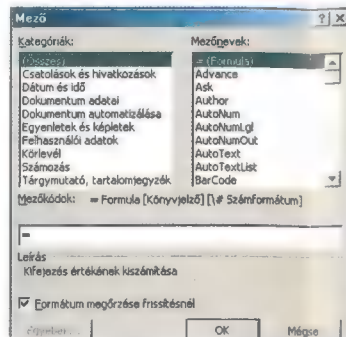 Mező
Kategóriák:
(Összes)
Csatolások és hivatkozások
Dátum és idő
Dokumentum adatai
Dokumentum automatizálása
Egyenletek és képletek
Felhasználói adatok
Körlevél
Számozás
Tárgymutató, tartalomjegyzék
Mezőnevek:
= (Formula)
Advance
Ask
Author
AutoNum
AutoNumLgl
AutoNumOut
AutoText
AutoTextList
BarCode
Mezőkódok: = Formula [Könyvjelző] [\# Számformátum]
=
Leírás
Kifejezés értékének kiszámítása
Formátum megőrzése frissítésnél
Egyebek...
OK
Mégse